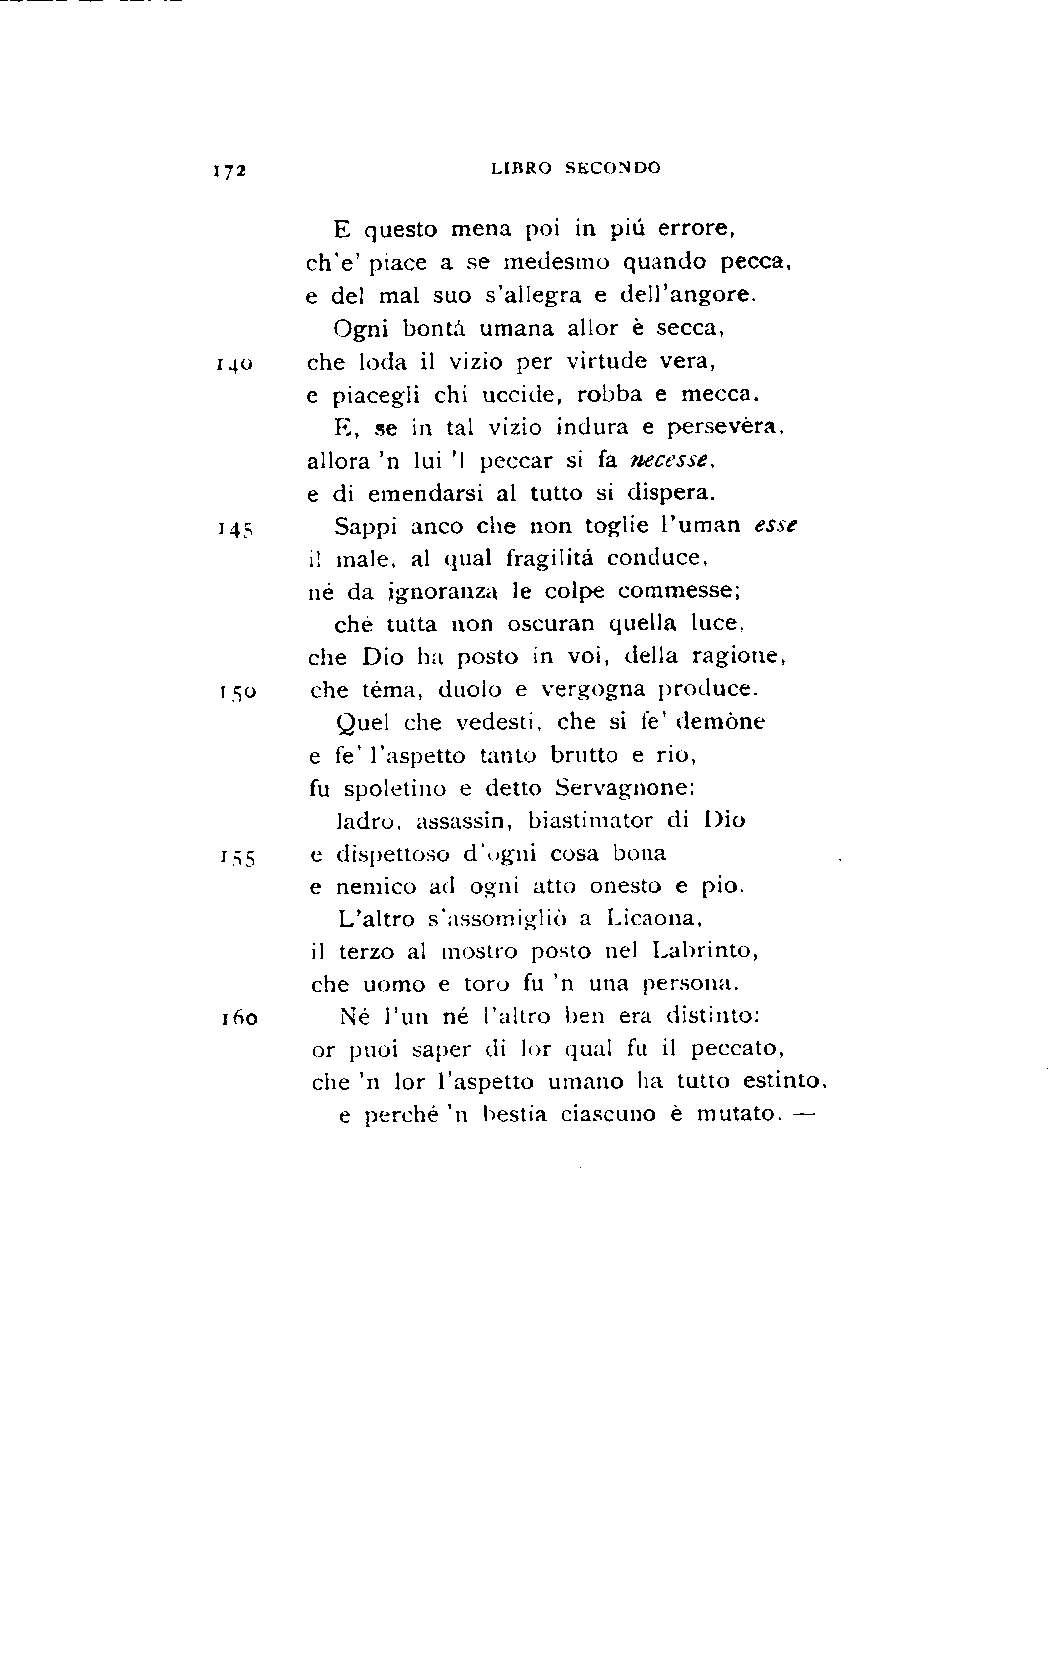 172 LIBRO SECONDO
E questo mena poi in piú errore,
ch'e' piace a se medesmo quando pecca,
e del mal suo s'allegra e dell'angore.
Ogni bontá umana allor è secca,
140 che loda il vizio per virtude vera,
e piacegli chi uccide, robba e mecca.
E, se in tal vizio indura e persevèra,
allora 'n lui 'l peccar si fa necesse,
e di emendarsi al tutto si dispera.
145 Sappi anco che non toglie l'uman esse
il male, al qual fragilitá conduce,
né da ignoranza le colpe commesse;
ché tutta non oscuran quella luce,
che Dio ha posto in voi, della ragione,
150 che téma, duolo e vergogna produce.
Quel che vedesti, che si fe' demòne
e fe' l'aspetto tanto brutto e rio,
fu spoletino e detto Servagnone:
ladro, assassin, biastimator di Dio
155 e dispettoso d'ogni cosa bona
e nemico ad ogni atto onesto e pio.
L'altro s'assomigliò a Licaona,
il terzo al mostro posto nel Labrinto,
che uomo e toro fu 'n una persona.
160 Né l'un né l'altro ben era distinto:
or puoi saper di lor qual fu il peccato,
che 'n lor l'aspetto umano ha tutto estinto,
e perché 'n bestia ciascuno è mutato. —